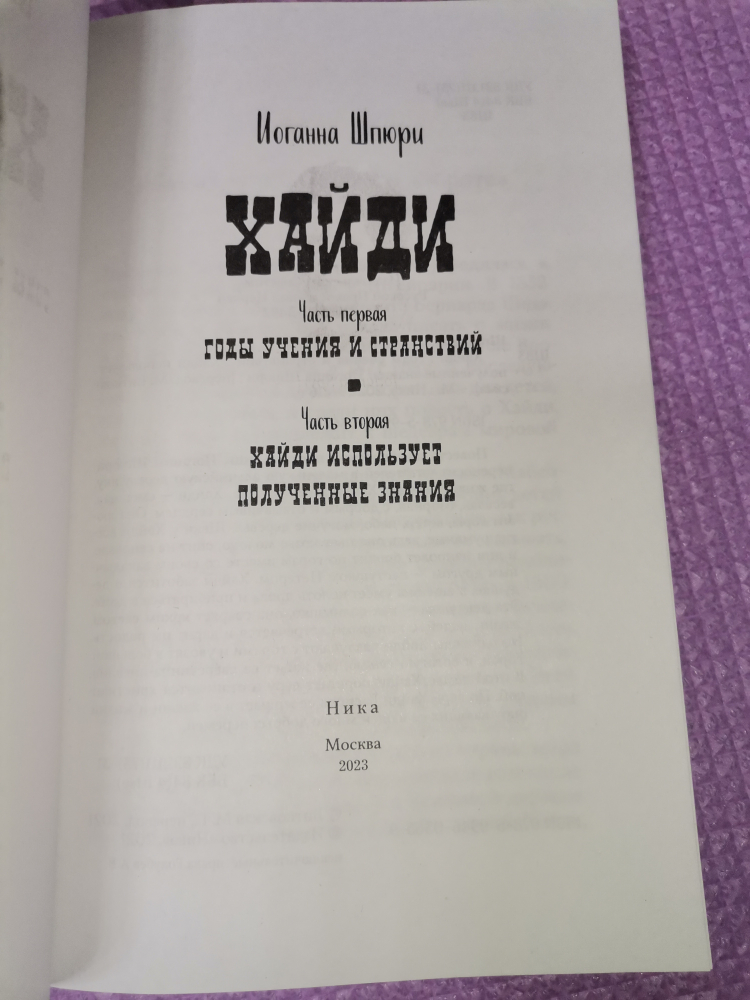 Иоганна Шпюри
ХАЙДИ
Часть первая
ГОДЫ УЧЕНИЯ И СТРАНСТВИЙ
Часть вторая
ХАЙДИ ИСПОЛЬЗУЕТ
ПОЛУЧЕННЫЕ ЗНАНИЯ
Ника
Москва
2023